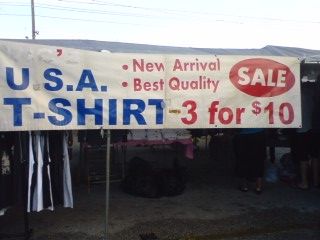 U.S.A. • New Arrival SALE
• Best Quality
T-SHIRT-3 for $10